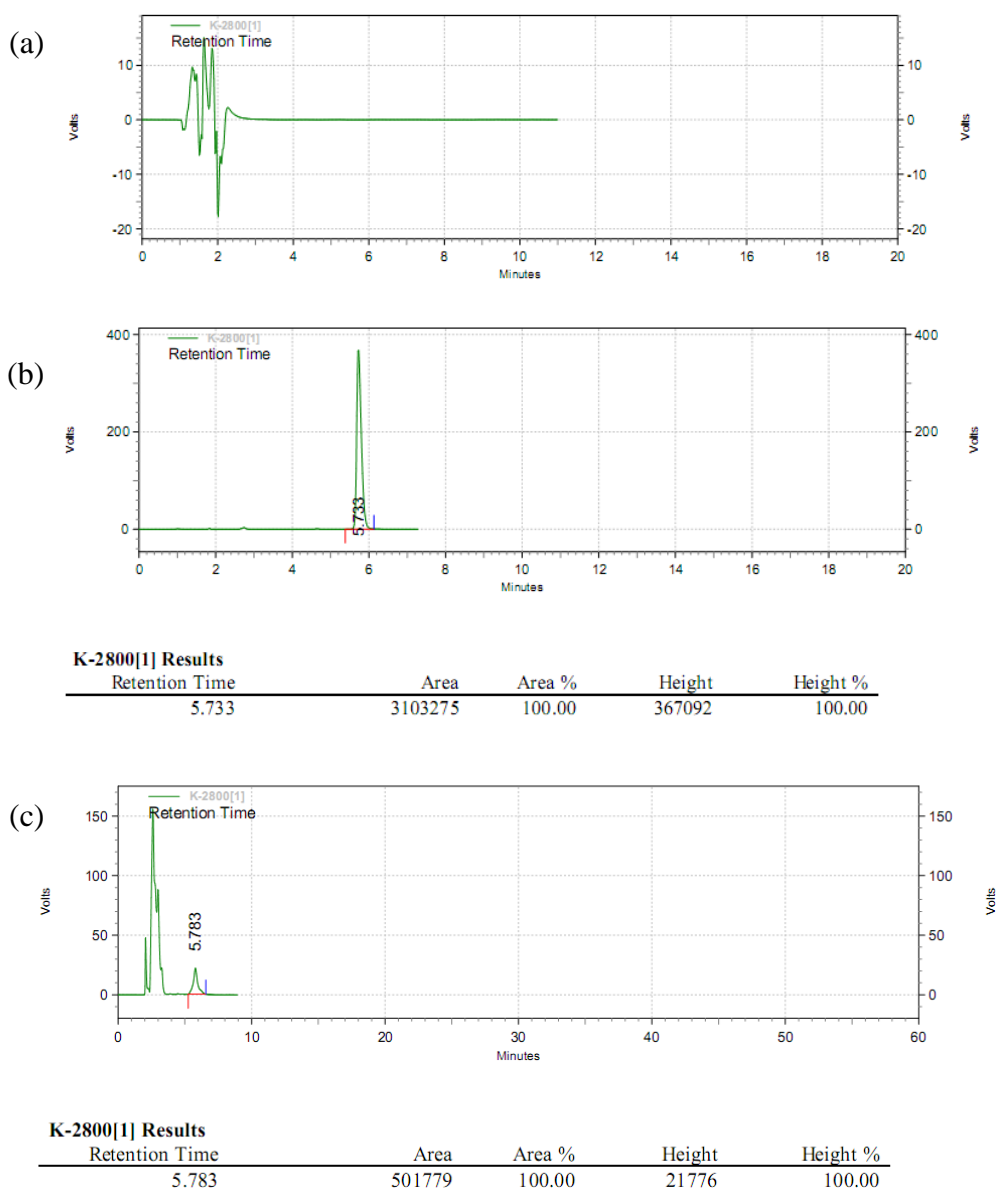 (a)
K-2800[1]
Retention Time
10 10
0 0
-10 -10
-20 -20
Volts Volts
0 2 4 6 8 10 12 14 16 18 20
Minutes
(b)
K-2800[1]
Retention Time
400 400
200 200
0 0
Volts Volts
5.733
0 2 4 6 8 10 12 14 16 18 20
Minutes
K-2800[1] Results
Retention Time Area Area % Height Height %
5.733 3103275 100.00 367092 100.00
(c)
K-2800[1]
Retention Time
150 150
100 100
50 50
0 0
Volts Volts
5.783
0 10 20 30 40 50 60
Minutes
K-2800[1] Results
Retention Time Area Area % Height Height %
5.783 501779 100.00 21776 100.00